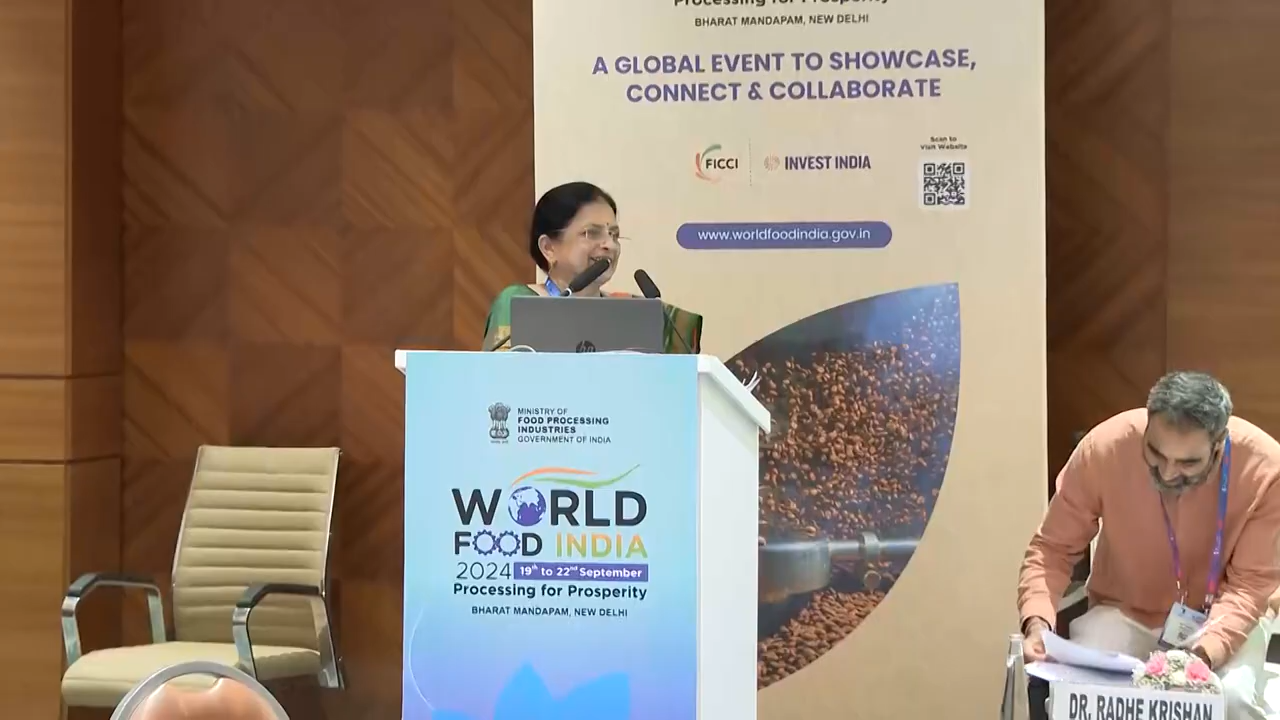 Processing for Prosperity
BHARAT MANDAPAM, NEW DELHI
A GLOBAL EVENT TO SHOWCASE,
CONNECT & COLLABORATE
Scan to
Visit Website
FICCI
INVEST INDIA
www.worldfoodindia.gov.in
hp
MINISTRY OF
FOOD PROCESSING
INDUSTRIES
GOVERNMENT OF INDIA
WORLD
FOOD INDIA
2024 19th to 22nd September
Processing for Prosperity
BHARAT MANDAPAM, NEW DELHI
DR. RADHE KRISHAN